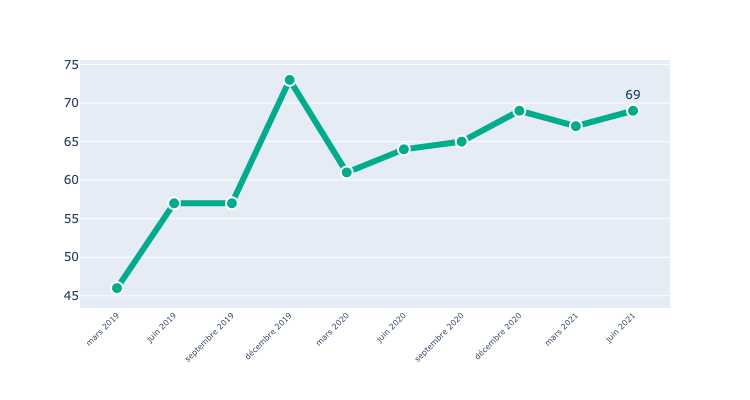 75
70
65
60
55
50
45
69
mars 2019
juin 2019
septembre 2019
décembre 2019
mars 2020
juin 2020
septembre 2020
décembre 2020
mars 2021
juin 2021